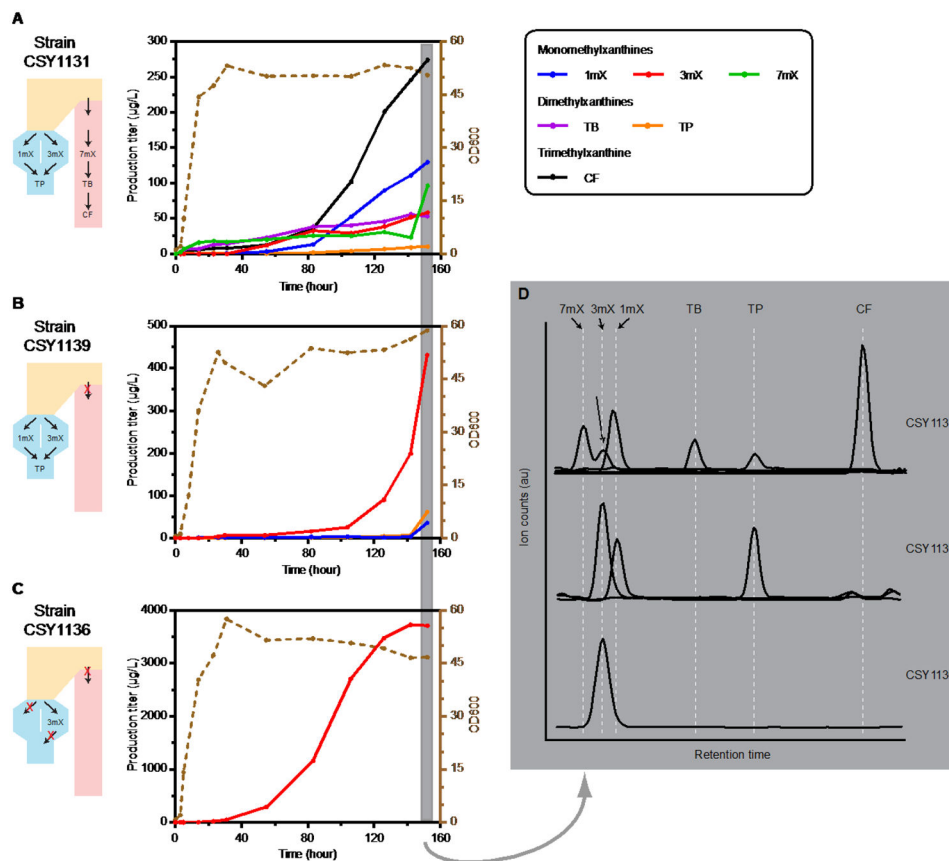 A
Strain
CSY1131
1mX
3mX
TP
7mX
TB
CF
Production titer (µg/L)
300
250
200
150
100
50
0
0
40
80
120
160
Time (hour)
60
45
30
15
0
OD600
Monomethylxanthines
1mX
3mX
7mX
Dimethylxanthines
TB
TP
Trimethylxanthine
CF
B
Strain
CSY1139
X
1mX
3mX
TP
Production titer (µg/L)
500
400
300
200
100
0
0
40
80
120
160
Time (hour)
60
45
30
15
0
OD600
C
Strain
CSY1136
X
X
3mX
X
Production titer (µg/L)
4000
3000
2000
1000
0
0
40
80
120
160
Time (hour)
60
45
30
15
0
OD600
D
7mX
3mX
1mX
TB
TP
CF
Ion counts (au)
CSY113
CSY113
CSY113
Retention time